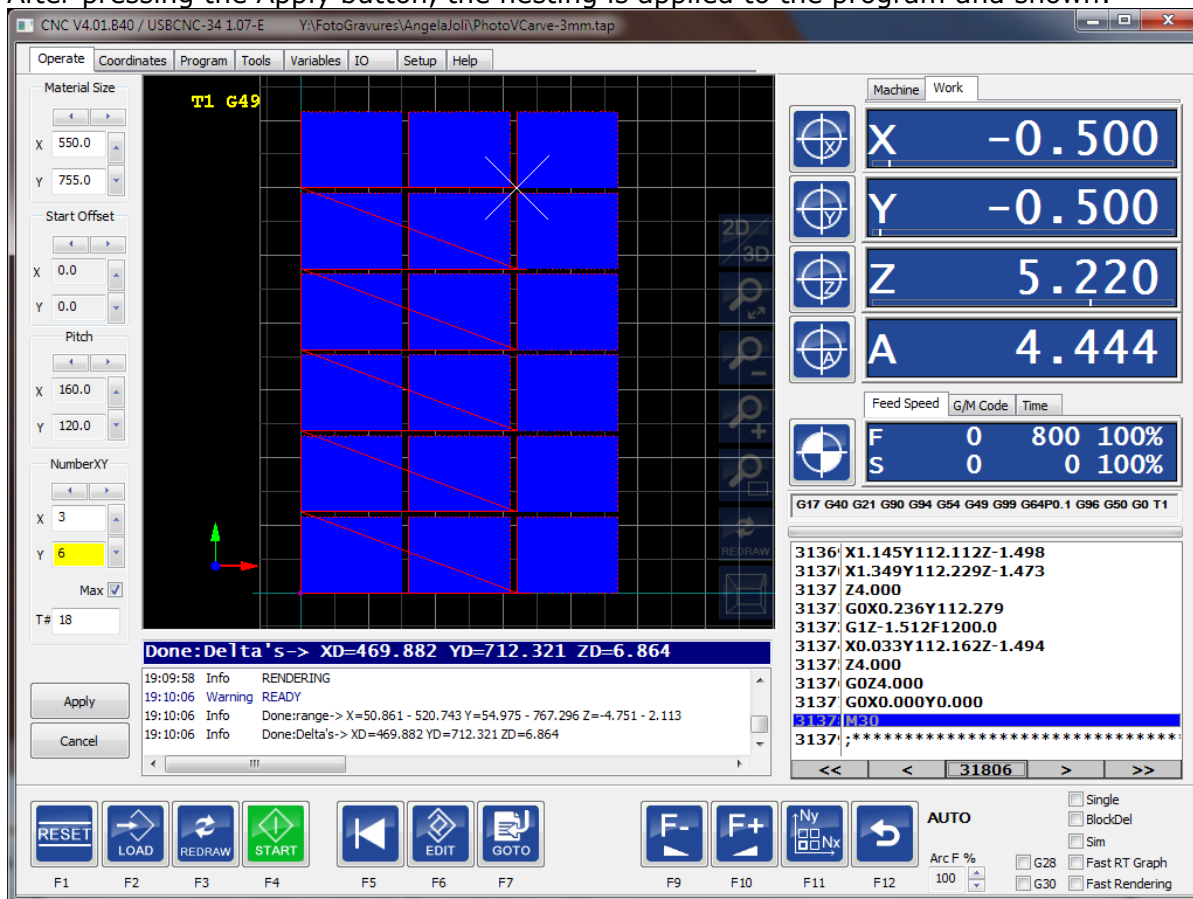 After pressing the Apply button, the nesting is applied to the program and shown.
CNC V4.01.B40 / USBCNC-34 1.07-E Y:\FotoGravures\AngelaJoli\PhotoVCarve-3mm.tap
Operate Coordinates Program Tools Variables IO Setup Help
Material Size
X 550.0
Y 755.0
Start Offset
X 0.0
Y 0.0
Pitch
X 160.0
Y 120.0
NumberXY
X 3
Y 6
Max
T# 18
Apply
Cancel
T1 G49
2D/3D
REDRAW
Done:Delta's-> XD=469.882 YD=712.321 ZD=6.864
19:09:58 Info RENDERING
19:10:06 Warning READY
19:10:06 Info Done:range-> X=50.861 - 520.743 Y=54.975 - 767.296 Z=-4.751 - 2.113
19:10:06 Info Done:Delta's-> XD=469.882 YD=712.321 ZD=6.864
Machine Work
X -0.500
Y -0.500
Z 5.220
A 4.444
Feed Speed G/M Code Time
F 0 800 100%
S 0 0 100%
G17 G40 G21 G90 G94 G54 G49 G99 G64P0.1 G96 G50 G0 T1
X1.145Y112.112Z-1.498
X1.349Y112.229Z-1.473
Z4.000
G0X0.236Y112.279
G1Z-1.512F1200.0
X0.033Y112.162Z-1.494
Z4.000
G0Z4.000
G0X0.000Y0.000
M30
;*******************************
<< < 31806 > >>
RESET LOAD REDRAW START EDIT GOTO F- F+ Ny Nx
F1 F2 F3 F4 F5 F6 F7 F9 F10 F11 F12
AUTO
Arc F %
100
G28
G30
Single
BlockDel
Sim
Fast RT Graph
Fast Rendering